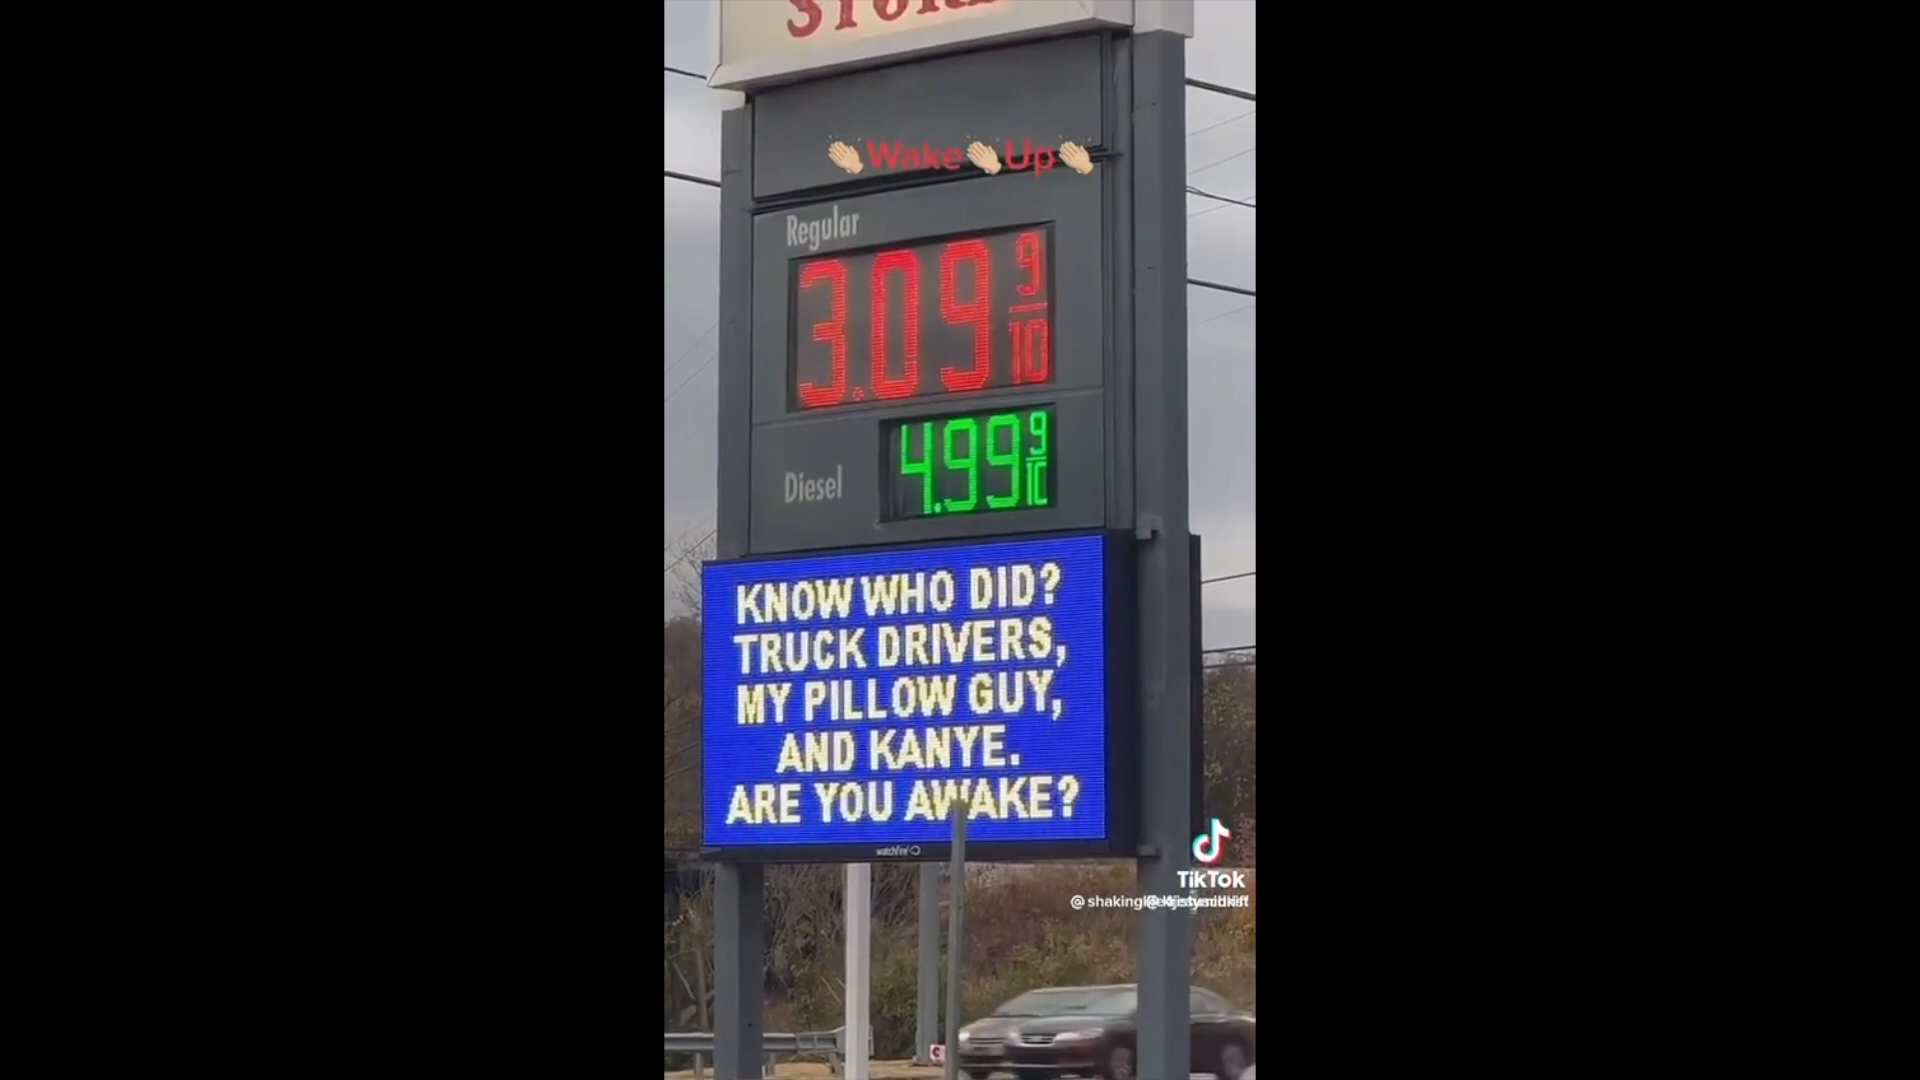 👏🏻Wake👏🏻Up👏🏻
Regular
3.09 9/10
Diesel
4.99 9/10
KNOW WHO DID?
TRUCK DRIVERS,
MY PILLOW GUY,
AND KANYE.
ARE YOU AWAKE?
watchfire
TikTok